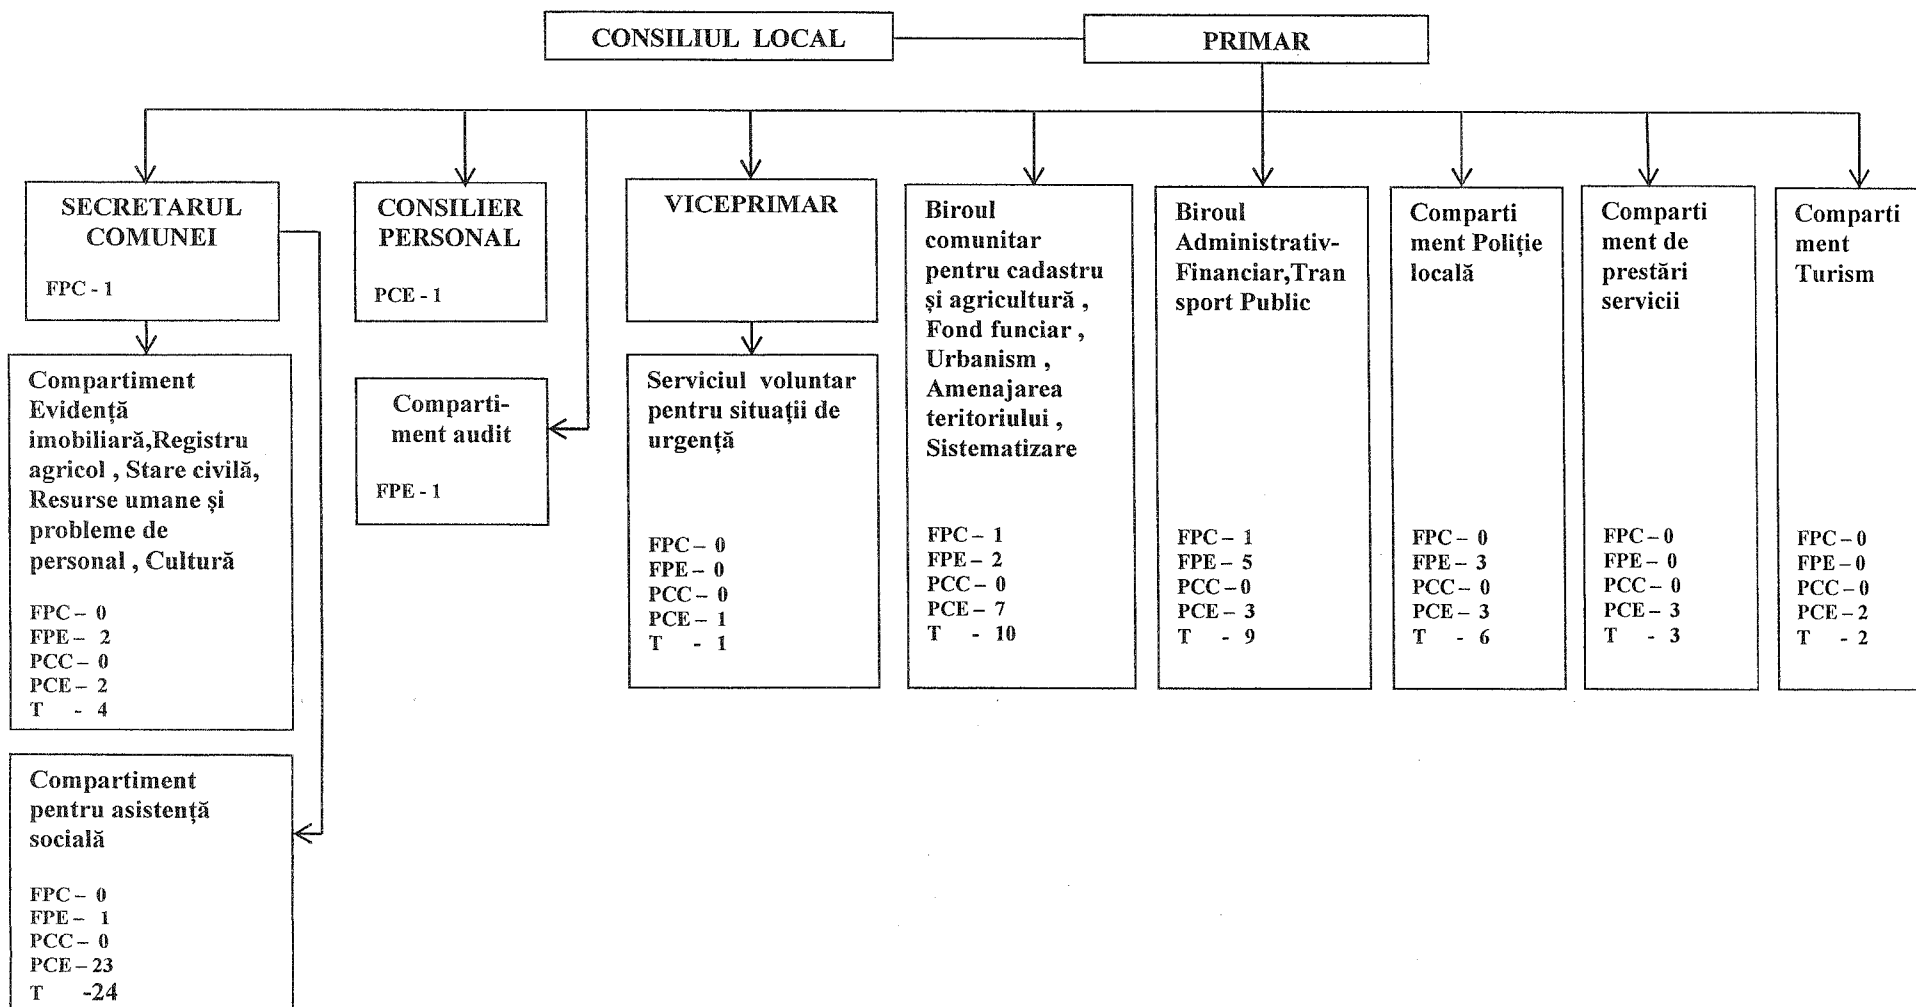 CONSILIUL LOCAL
PRIMAR
SECRETARUL
COMUNEI
FPC - 1
CONSILIER
PERSONAL
PCE - 1
VICEPRIMAR
Biroul
comunitar
pentru cadastru
și agricultură ,
Fond funciar ,
Urbanism ,
Amenajarea
teritoriului ,
Sistematizare
FPC – 1
FPE – 2
PCC – 0
PCE – 7
T - 10
Biroul
Administrativ-
Financiar,Tran
sport Public
FPC – 1
FPE – 5
PCC – 0
PCE – 3
T - 9
Comparti
ment Poliție
locală
FPC – 0
FPE – 3
PCC – 0
PCE – 3
T - 6
Comparti
ment de
prestări
servicii
FPC – 0
FPE – 0
PCC – 0
PCE – 3
T - 3
Comparti
ment
Turism
FPC – 0
FPE – 0
PCC – 0
PCE – 2
T - 2
Compartiment
Evidență
imobiliară,Registru
agricol , Stare civilă,
Resurse umane și
probleme de
personal , Cultură
FPC – 0
FPE – 2
PCC – 0
PCE – 2
T - 4
Comparti-
ment audit
FPE - 1
Serviciul voluntar
pentru situații de
urgență
FPC – 0
FPE – 0
PCC – 0
PCE – 1
T - 1
Compartiment
pentru asistență
socială
FPC – 0
FPE – 1
PCC – 0
PCE – 23
T -24